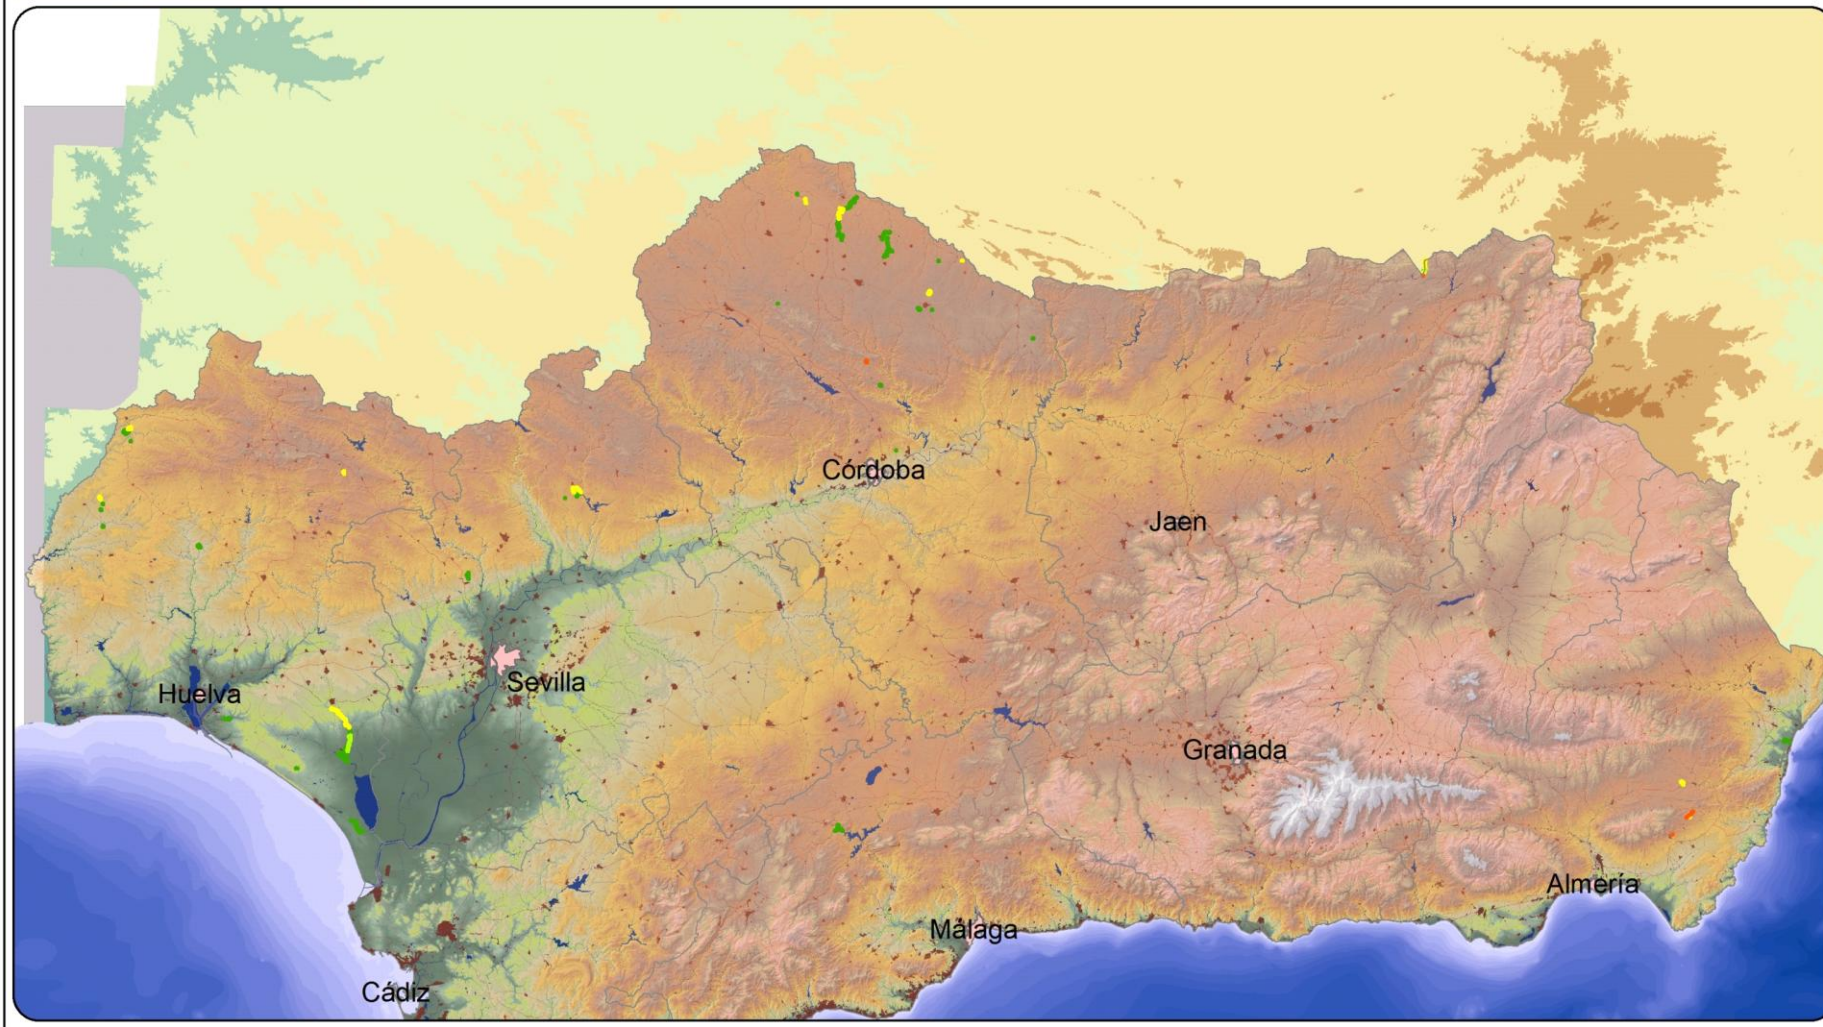 Córdoba
Jaen
Sevilla
Huelva
Granada
Almería
Málaga
Cádiz